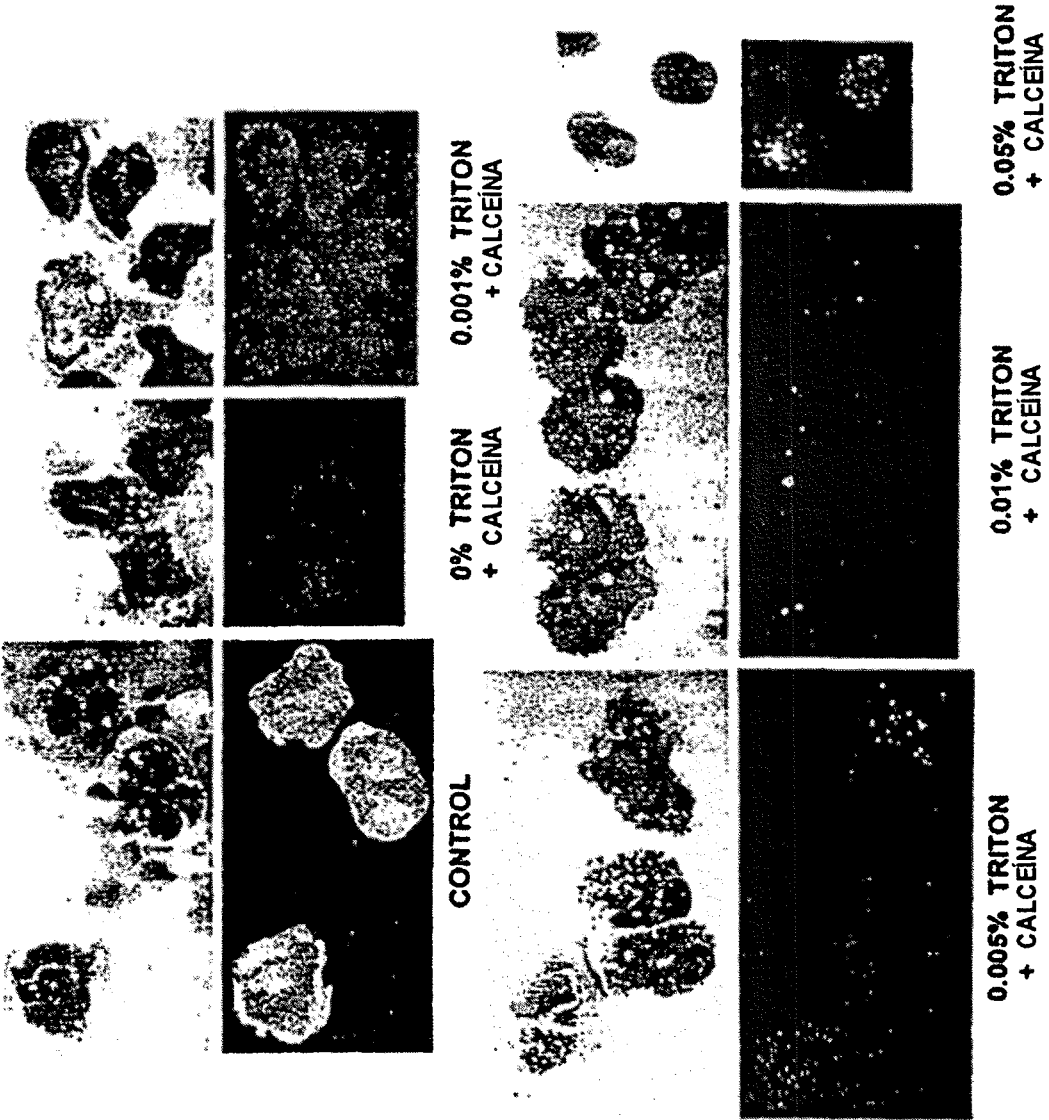 CONTROL
0% TRITON
+ CALCEÍNA
0.001% TRITON
+ CALCEÍNA
0.005% TRITON
+ CALCEÍNA
0.01% TRITON
+ CALCEÍNA
0.05% TRITON
+ CALCEÍNA